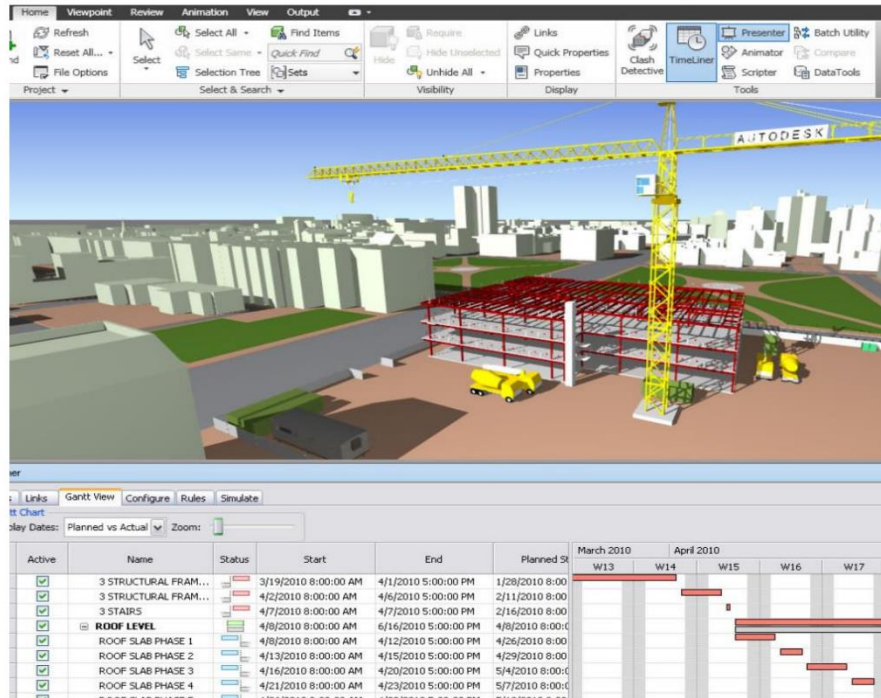 Home Viewpoint Review Animation View Output
Refresh Select All Find Items Require Links Presenter Batch Utility
Reset All... Select Same Quick Find Hide Unselected Quick Properties Animator Compare
File Options Select Selection Tree Sets Hide Unhide All Properties Clash Detective TimeLiner Scripter DataTools
Project Select & Search Visibility Display Tools
AUTODESK
Links Gantt View Configure Rules Simulate
Dates: Planned vs Actual Zoom:
Active Name Status Start End Planned St March 2010 April 2010
W13 W14 W15 W16 W17
3 STRUCTURAL FRAM... 3/19/2010 8:00:00 AM 4/1/2010 5:00:00 PM 1/28/2010 8:00
3 STRUCTURAL FRAM... 4/2/2010 8:00:00 AM 4/6/2010 5:00:00 PM 2/11/2010 8:00
3 STAIRS 4/7/2010 8:00:00 AM 4/7/2010 5:00:00 PM 2/16/2010 8:00
ROOF LEVEL 4/8/2010 8:00:00 AM 6/16/2010 5:00:00 PM 4/8/2010 8:00:0
ROOF SLAB PHASE 1 4/8/2010 8:00:00 AM 4/12/2010 5:00:00 PM 4/26/2010 8:00
ROOF SLAB PHASE 2 4/13/2010 8:00:00 AM 4/15/2010 5:00:00 PM 4/29/2010 8:00
ROOF SLAB PHASE 3 4/16/2010 8:00:00 AM 4/20/2010 5:00:00 PM 5/4/2010 8:00:0
ROOF SLAB PHASE 4 4/21/2010 8:00:00 AM 4/23/2010 5:00:00 PM 5/7/2010 8:00:0